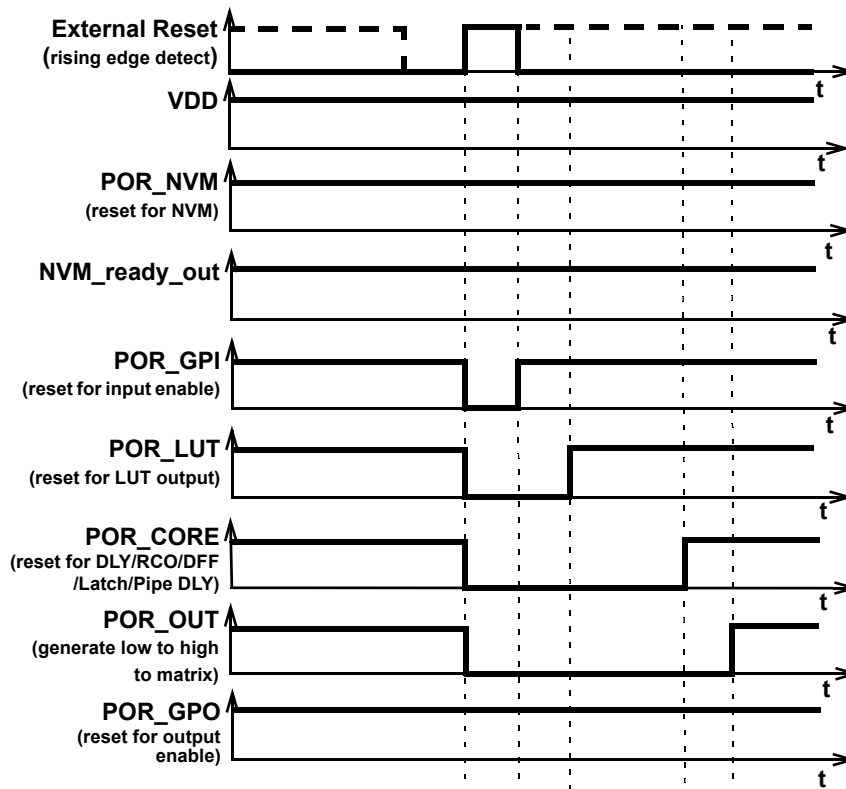 External Reset
(rising edge detect)
t
VDD
t
POR_NVM
(reset for NVM)
t
NVM_ready_out
t
POR_GPI
(reset for input enable)
t
POR_LUT
(reset for LUT output)
t
POR_CORE
(reset for DLY/RCO/DFF
/Latch/Pipe DLY)
t
POR_OUT
(generate low to high
to matrix)
t
POR_GPO
(reset for output
enable)
t